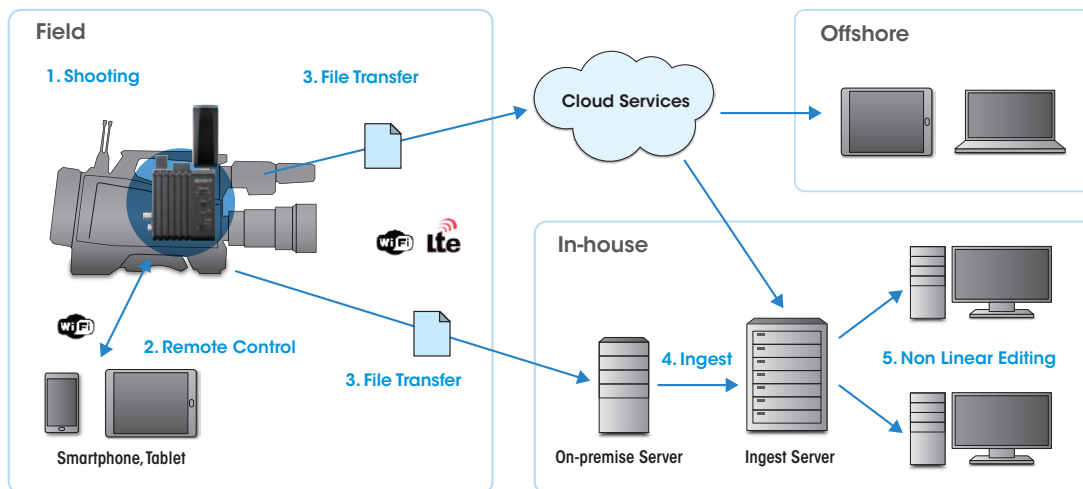 Field
1. Shooting
3. File Transfer
SONY
WiFi
Lte
WiFi
2. Remote Control
3. File Transfer
Smartphone, Tablet
Cloud Services
Offshore
In-house
4. Ingest
5. Non Linear Editing
On-premise Server
Ingest Server